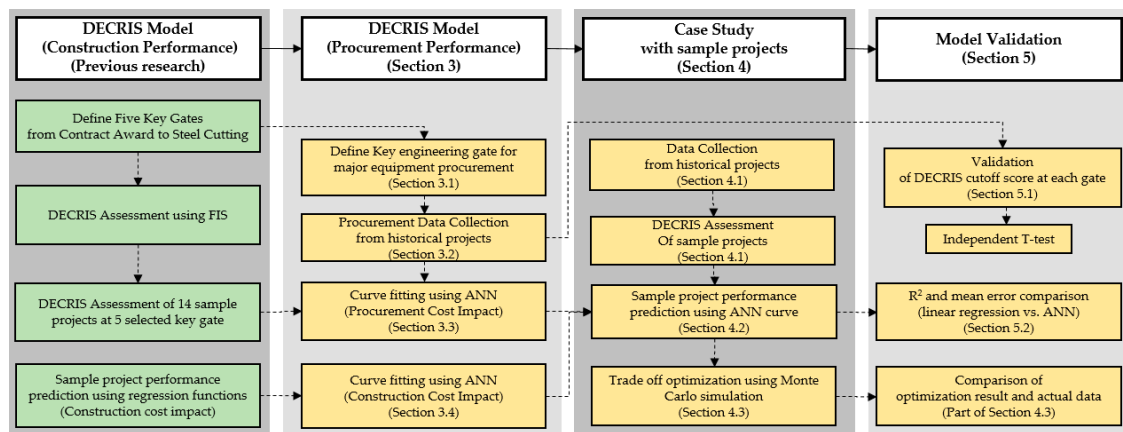 DECRIS Model
(Construction Performance)
(Previous research)
DECRIS Model
(Procurement Performance)
(Section 3)
Case Study
with sample projects
(Section 4)
Model Validation
(Section 5)
Define Five Key Gates
from Contract Award to Steel Cutting
DECRIS Assessment using FIS
DECRIS Assessment of 14 sample
projects at 5 selected key gate
Sample project performance
prediction using regression functions
(Construction cost impact)
Define Key engineering gate for
major equipment procurement
(Section 3.1)
Procurement Data Collection
from historical projects
(Section 3.2)
Curve fitting using ANN
(Procurement Cost Impact)
(Section 3.3)
Curve fitting using ANN
(Construction Cost Impact)
(Section 3.4)
Data Collection
from historical projects
(Section 4.1)
DECRIS Assessment
Of sample projects
(Section 4.1)
Sample project performance
prediction using ANN curve
(Section 4.2)
Trade off optimization using Monte
Carlo simulation
(Section 4.3)
Validation
of DECRIS cutoff score at each gate
(Section 5.1)
Independent T-test
R² and mean error comparison
(linear regression vs. ANN)
(Section 5.2)
Comparison of
optimization result and actual data
(Part of Section 4.3)